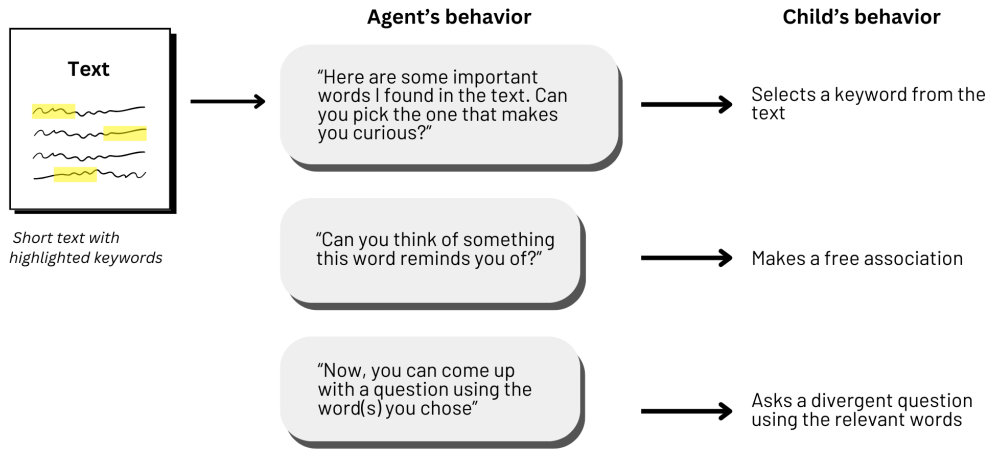 Agent’s behavior
Child’s behavior
Text
Short text with
highlighted keywords
“Here are some important
words I found in the text. Can
you pick the one that makes
you curious?”
Selects a keyword from the
text
“Can you think of something
this word reminds you of?”
Makes a free association
“Now, you can come up
with a question using the
word(s) you chose”
Asks a divergent question
using the relevant words